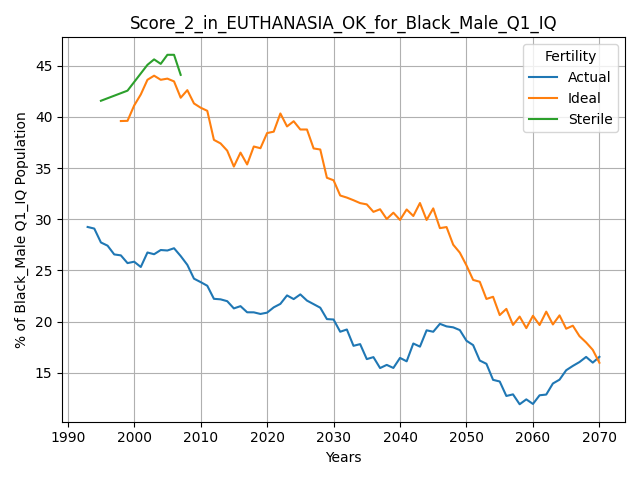 Score_2_in_EUTHANASIA_OK_for_Black_Male_Q1_IQ
Fertility
Actual
Ideal
Sterile
% of Black_Male Q1_IQ Population
45
40
35
30
25
20
15
1990 2000 2010 2020 2030 2040 2050 2060 2070
Years